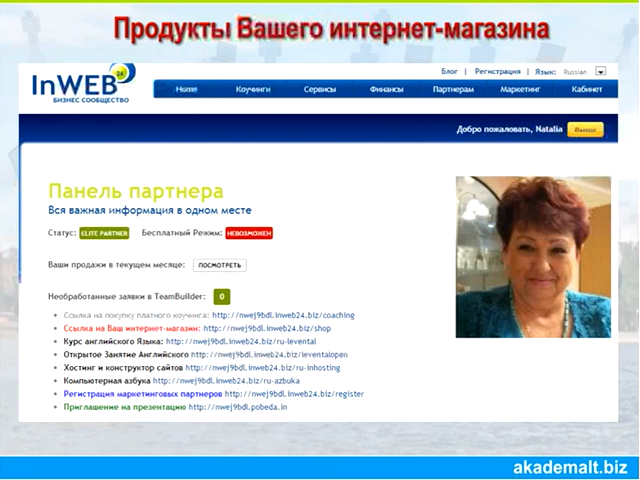 Продукты Вашего интернет-магазина
InWEB 24
БИЗНЕС СООБЩЕСТВО
Блог | Регистрация | Язык: Russian
Home Коучинги Сервисы Финансы Партнерам Маркетинг Кабинет
Добро пожаловать, Natalia Выход
Панель партнера
Вся важная информация в одном месте
Статус: ELITE PARTNER Бесплатный Режим: НЕВОЗМОЖЕН
Ваши продажи в текущем месяце: ПОСМОТРЕТЬ
Необработанные заявки в TeamBuilder: 0
Ссылка на покупку платного коучинга: http://nwej9bdl.inweb24.biz/coaching
Ссылка на Ваш интернет-магазин: http://nwej9bdl.inweb24.biz/shop
Курс английского Языка: http://nwej9bdl.inweb24.biz/ru-levental
Открытое Занятие Английского http://nwej9bdl.inweb24.biz/leventalopen
Хостинг и конструктор сайтов http://nwej9bdl.inweb24.biz/ru-inhosting
Компьютерная азбука http://nwej9bdl.inweb24.biz/ru-azbuka
Регистрация маркетинговых партнеров http://nwej9bdl.inweb24.biz/register
Приглашение на презентацию http://nwej9bdl.pobeda.in
akademalt.biz